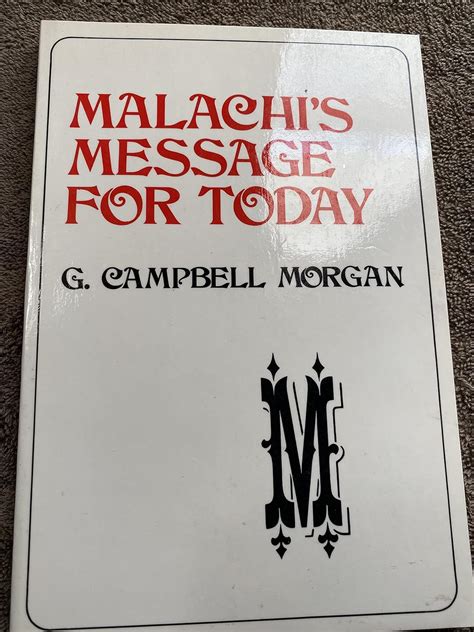 MALACHI'S
MESSAGE
FOR TODAY
G. CAMPBELL MORGAN
M